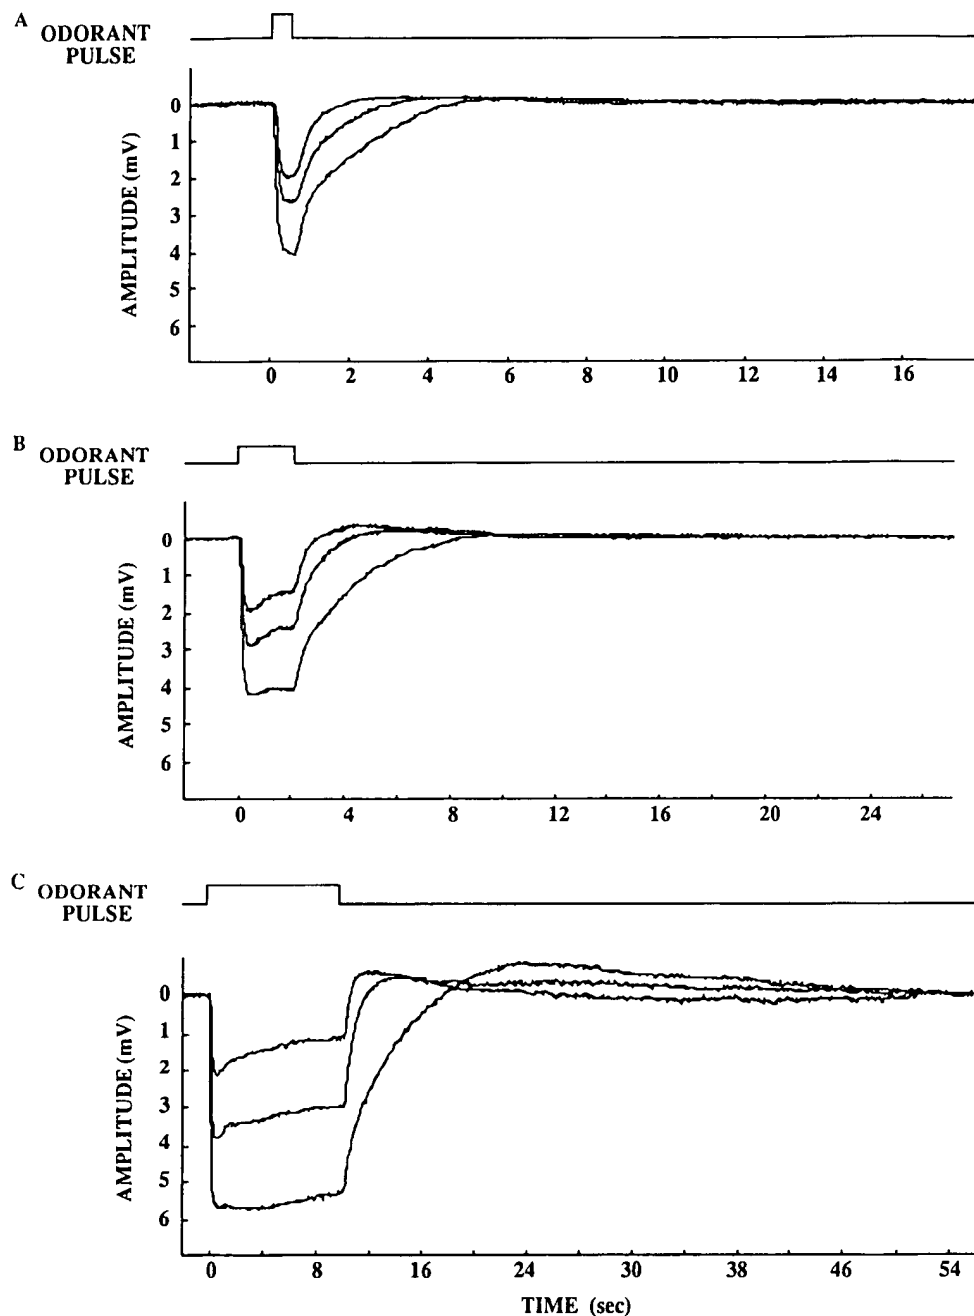 A
ODORANT
PULSE
0
1
2
3
4
5
6
AMPLITUDE (mV)
0 2 4 6 8 10 12 14 16
B
ODORANT
PULSE
0
1
2
3
4
5
6
AMPLITUDE (mV)
0 4 8 12 16 20 24
C
ODORANT
PULSE
0
1
2
3
4
5
6
AMPLITUDE (mV)
0 8 16 24 30 38 46 54
TIME (sec)